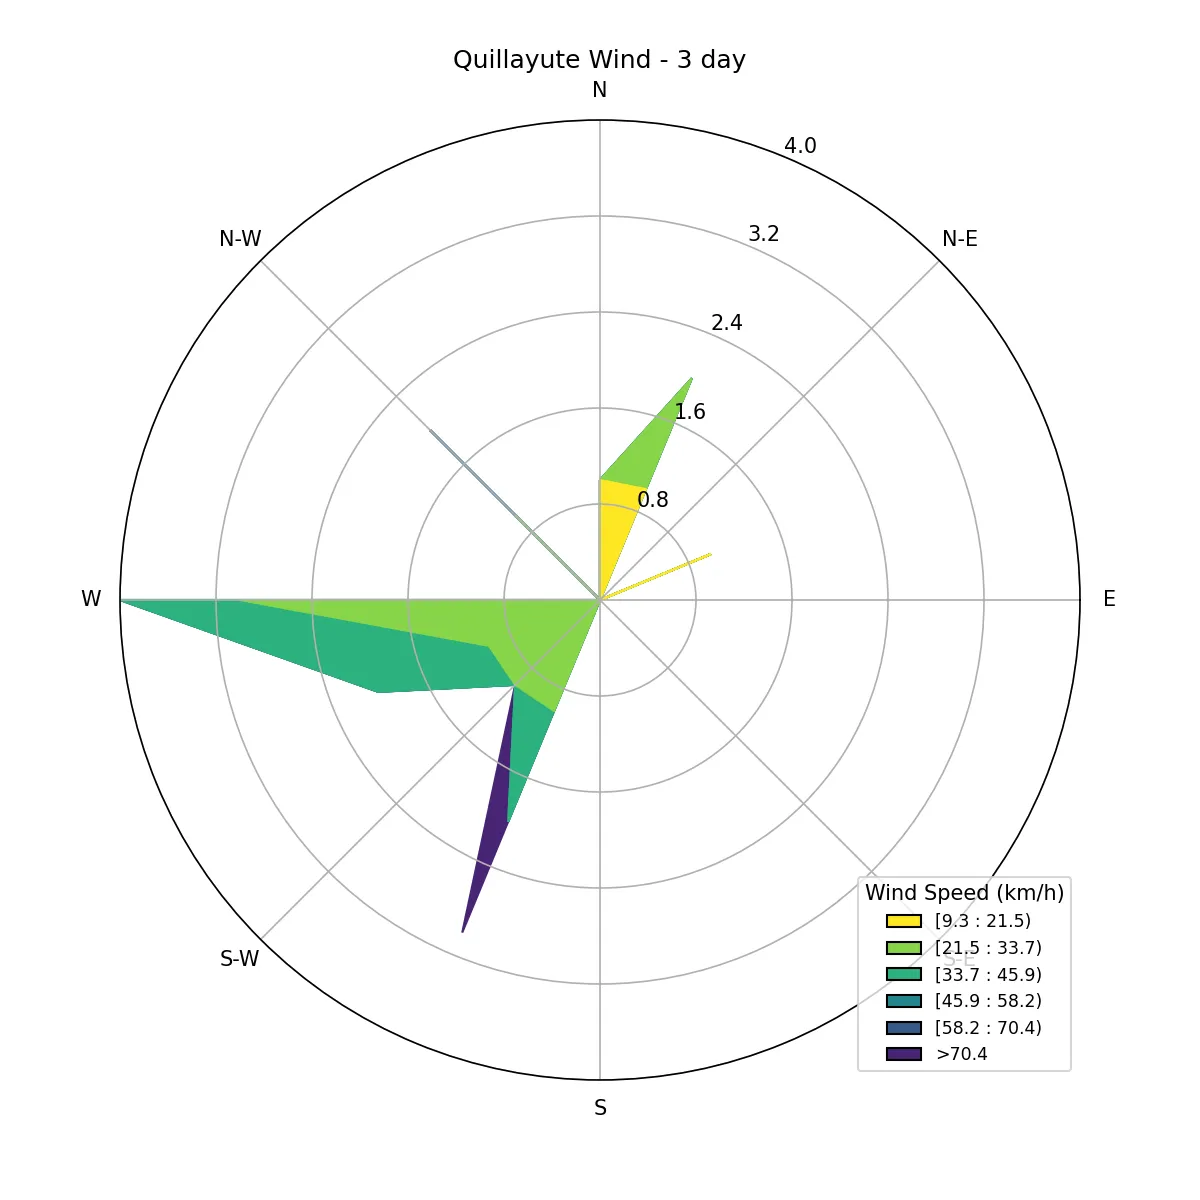 Quillayute Wind - 3 day
N
4.0
N-W
3.2
N-E
2.4
1.6
0.8
W
E
S-W
S-E
S
Wind Speed (km/h)
[9.3 : 21.5)
[21.5 : 33.7)
[33.7 : 45.9)
[45.9 : 58.2)
[58.2 : 70.4)
>70.4